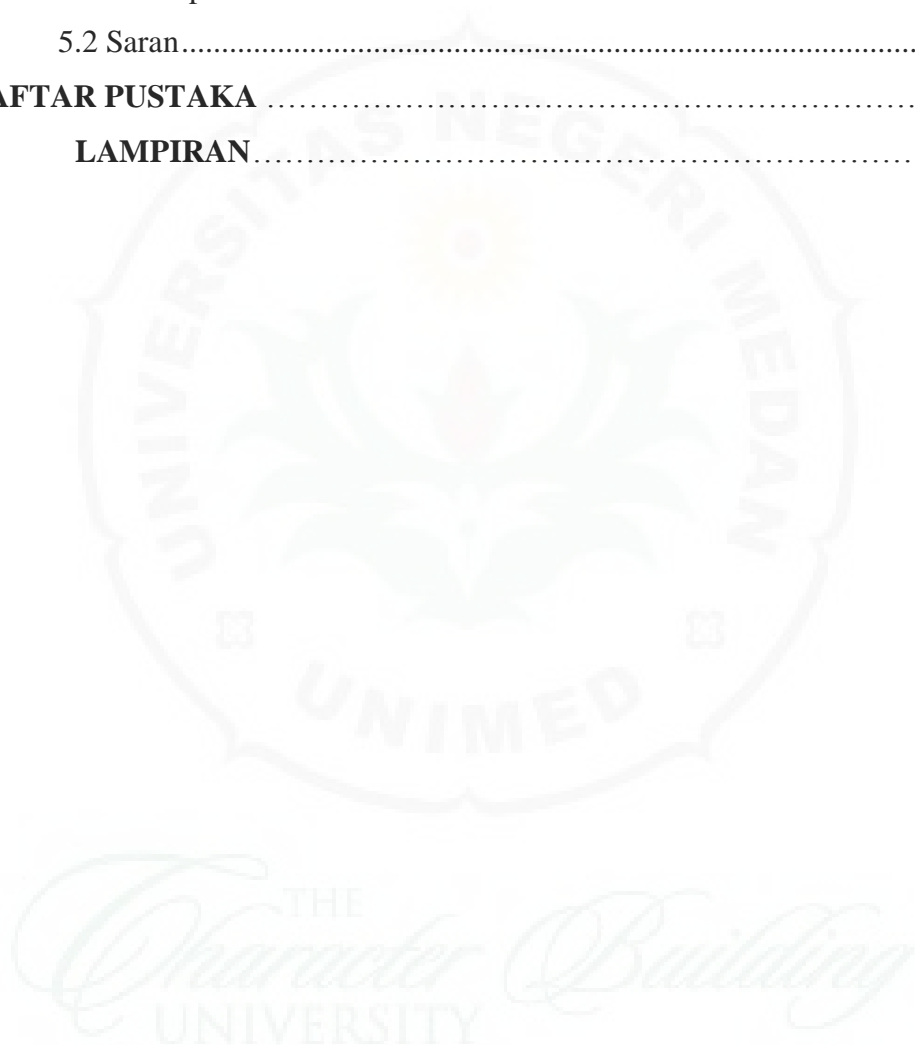 5.2 Saran................................................................................................
AFTAR PUSTAKA ................................................................
LAMPIRAN................................................................
UNIVERSITAS NEGERI MEDAN
UNIMED
THE
Character Building
UNIVERSITY